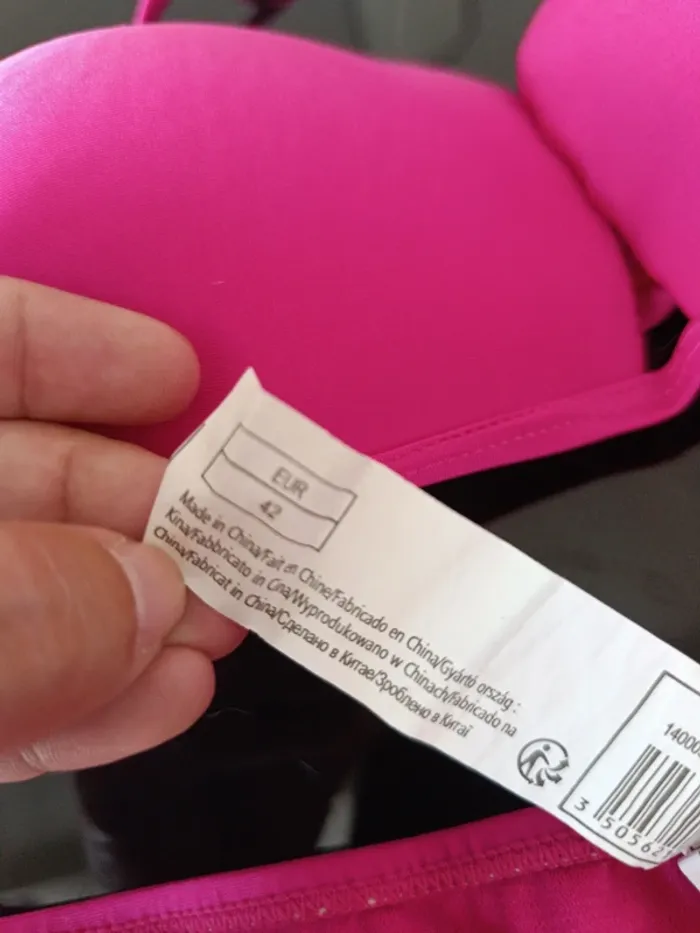 EUR
42
Made in China/Fait en Chine/Fabricado en China/Gyártó ország :
Kína/Fabbricato in Cina/Wyprodukowano w Chinach/Fabricado na
China/Fabricat in China/Сделано в Китае/Зроблено в Китаї
1400
3 50562